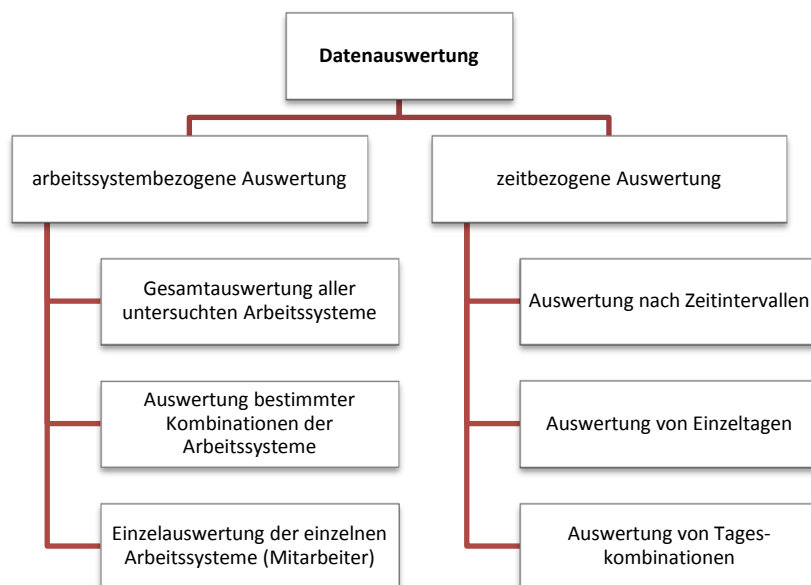 Datenauswertung
arbeitssystembezogene Auswertung
zeitbezogene Auswertung
Gesamtauswertung aller
untersuchten Arbeitssysteme
Auswertung nach Zeitintervallen
Auswertung bestimmter
Kombinationen der
Arbeitssysteme
Auswertung von Einzeltagen
Einzelauswertung der einzelnen
Arbeitssysteme (Mitarbeiter)
Auswertung von Tages-
kombinationen